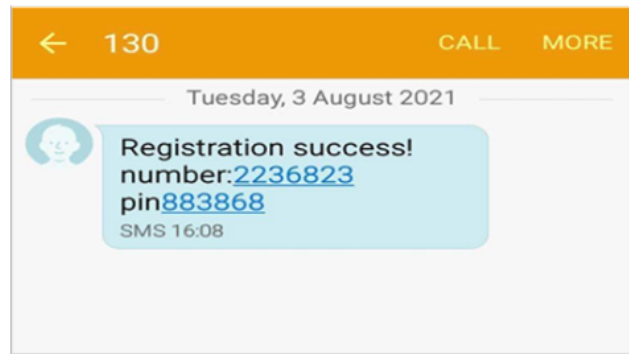 ← 130 CALL MORE
Tuesday, 3 August 2021
Registration success!
number:2236823
pin883868
SMS 16:08